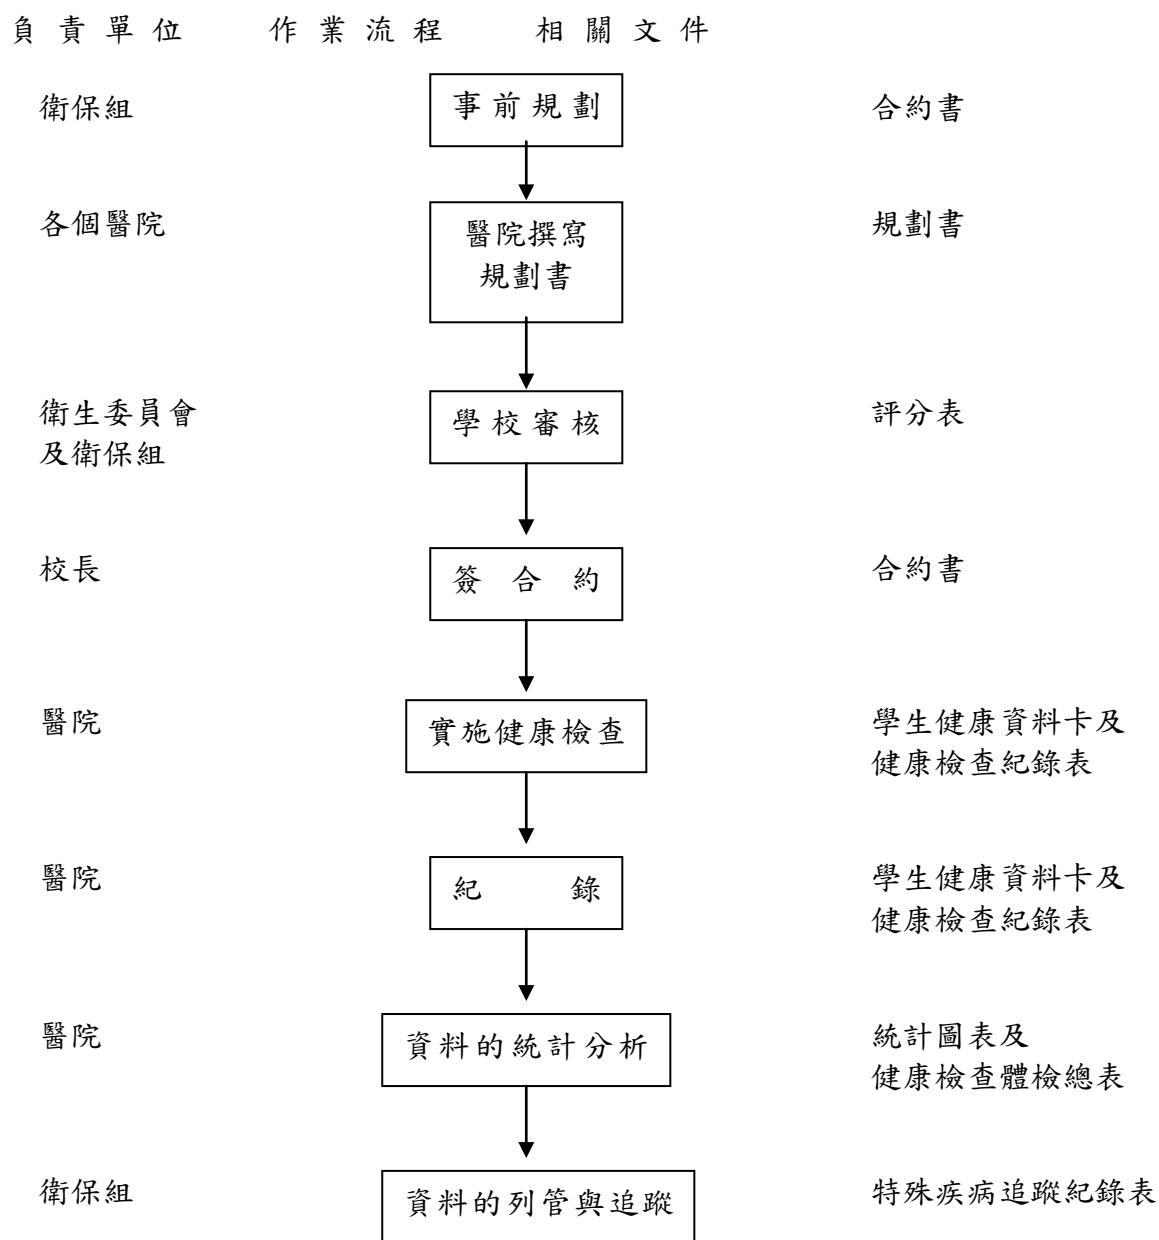 負責單位 作業流程 相關文件
衛保組 事前規劃 合約書
各個醫院 醫院撰寫 規劃書
規劃書
衛生委員會 學校審核 評分表
及衛保組
校長 簽合約 合約書
醫院 實施健康檢查 學生健康資料卡及
健康檢查紀錄表
醫院 紀錄 學生健康資料卡及
健康檢查紀錄表
醫院 資料的統計分析 統計圖表及
健康檢查體檢總表
衛保組 資料的列管與追蹤 特殊疾病追蹤紀錄表